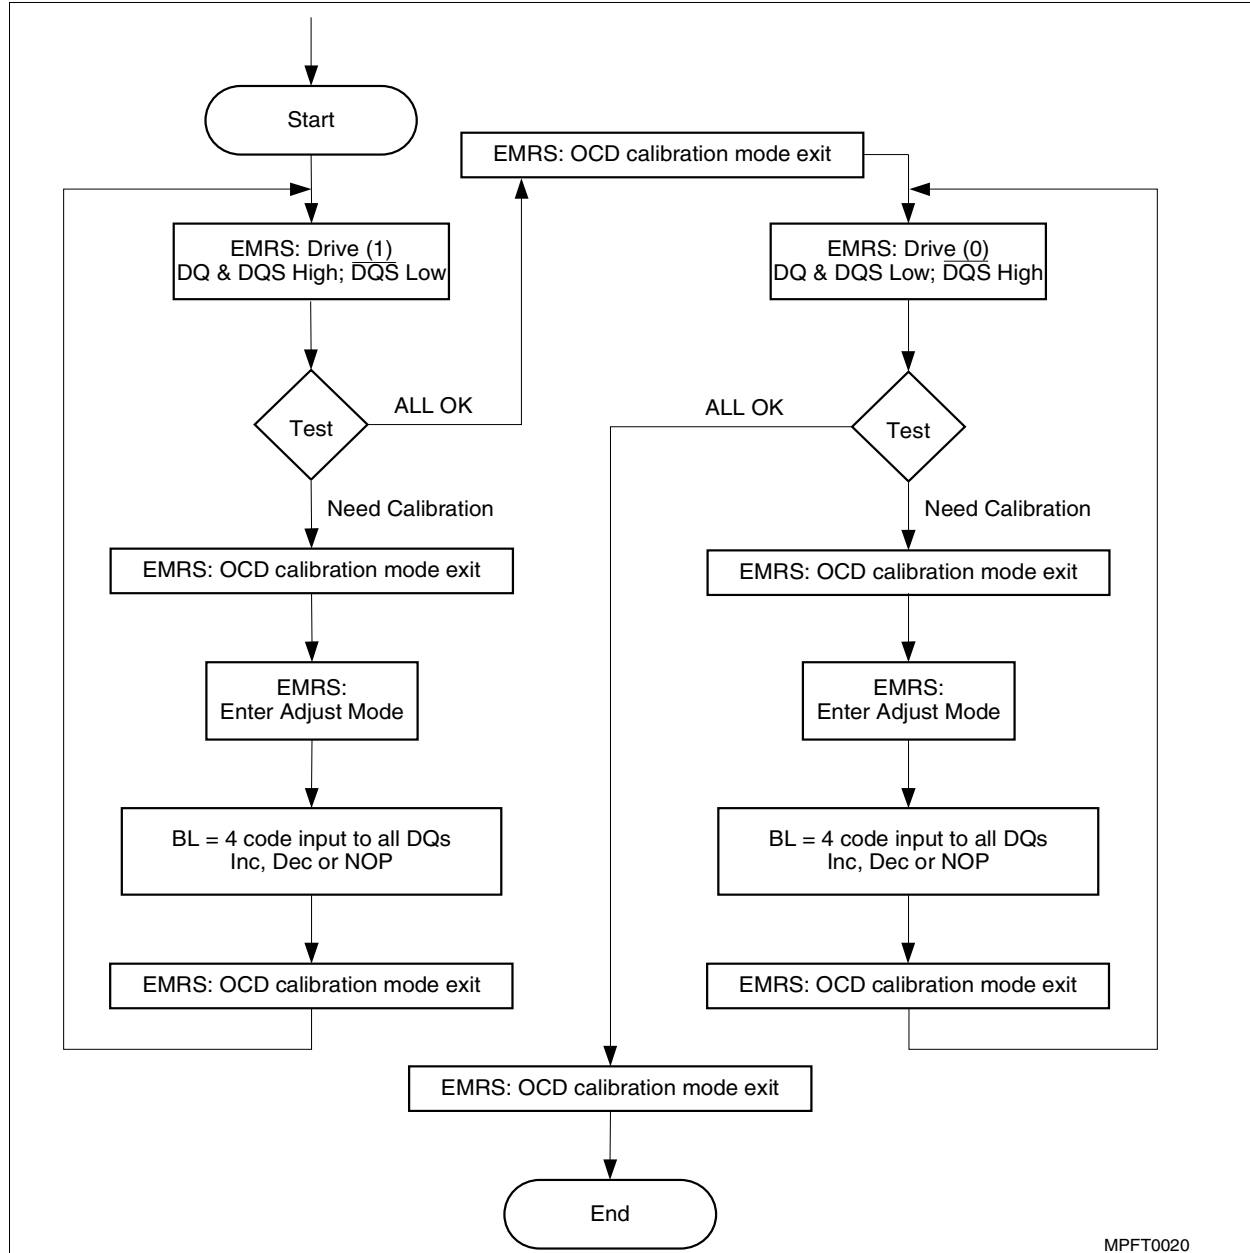 Start
EMRS: OCD calibration mode exit
EMRS: Drive (1)
DQ & DQS High; D̅Q̅S̅ Low
EMRS: Drive (0)
DQ & DQS Low; D̅Q̅S̅ High
Test
ALL OK
Need Calibration
ALL OK
Test
Need Calibration
EMRS: OCD calibration mode exit
EMRS:
Enter Adjust Mode
BL = 4 code input to all DQs
Inc, Dec or NOP
EMRS: OCD calibration mode exit
EMRS: OCD calibration mode exit
EMRS:
Enter Adjust Mode
BL = 4 code input to all DQs
Inc, Dec or NOP
EMRS: OCD calibration mode exit
EMRS: OCD calibration mode exit
End
MPFT0020